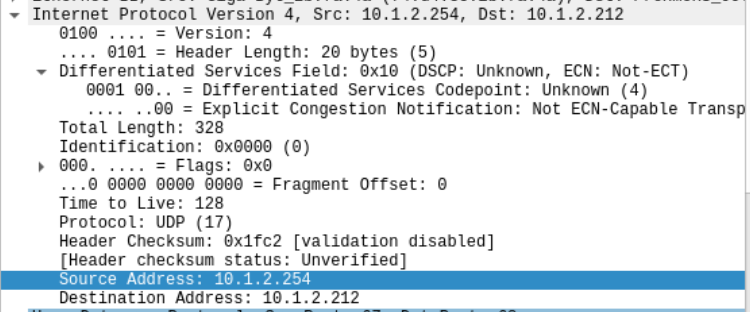 Internet Protocol Version 4, Src: 10.1.2.254, Dst: 10.1.2.212
0100 .... = Version: 4
.... 0101 = Header Length: 20 bytes (5)
Differentiated Services Field: 0x10 (DSCP: Unknown, ECN: Not-ECT)
0001 00.. = Differentiated Services Codepoint: Unknown (4)
.... ..00 = Explicit Congestion Notification: Not ECN-Capable Transp
Total Length: 328
Identification: 0x0000 (0)
000. .... = Flags: 0x0
...0 0000 0000 0000 = Fragment Offset: 0
Time to Live: 128
Protocol: UDP (17)
Header Checksum: 0x1fc2 [validation disabled]
[Header checksum status: Unverified]
Source Address: 10.1.2.254
Destination Address: 10.1.2.212